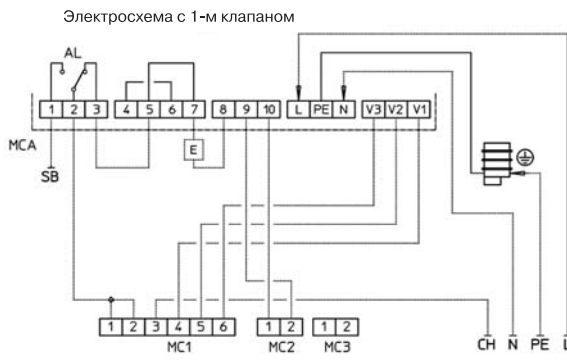 Электросхема с 1-м клапаном
AL
1 2 3 4 5 6 7 8 9 10 L PE N V3 V2 V1
MCA
E
SB
1 2 3 4 5 6 1 2 1 2
MC1 MC2 MC3 CH N PE L